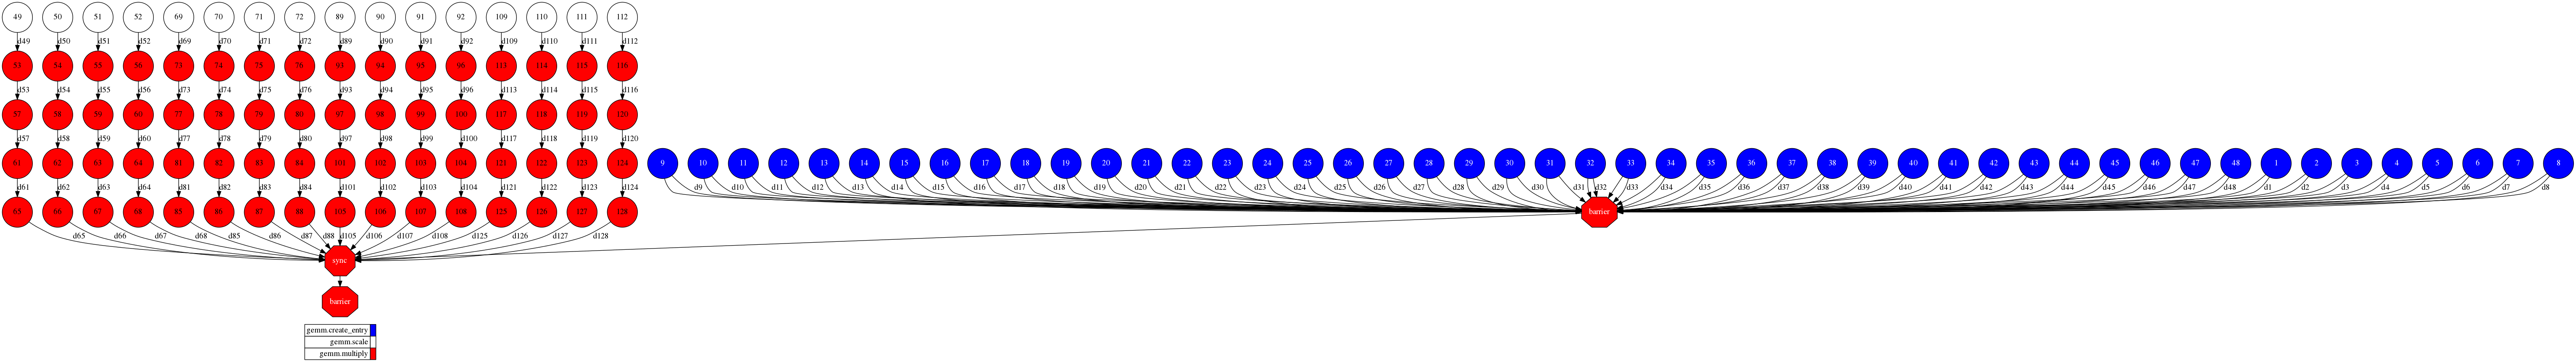 49 50 51 52 69 70 71 72 89 90 91 92 109 110 111 112
d49 d50 d51 d52 d69 d70 d71 d72 d89 d90 d91 d92 d109 d110 d111 d112
53 54 55 56 73 74 75 76 93 94 95 96 113 114 115 116
d53 d54 d55 d56 d73 d74 d75 d76 d93 d94 d95 d96 d113 d114 d115 d116
57 58 59 60 77 78 79 80 97 98 99 100 117 118 119 120
d57 d58 d59 d60 d77 d78 d79 d80 d97 d98 d99 d100 d117 d118 d119 d120
61 62 63 64 81 82 83 84 101 102 103 104 121 122 123 124 9 10 11 12 13 14 15 16 17 18 19 20 21 22 23 24 25 26 27 28 29 30 31 32 33 34 35 36 37 38 39 40 41 42 43 44 45 46 47 48 1 2 3 4 5 6 7 8
d61 d62 d63 d64 d81 d82 d83 d84 d101 d102 d103 d104 d121 d122 d123 d124 d9 d10 d11 d12 d13 d14 d15 d16 d17 d18 d19 d20 d21 d22 d23 d24 d25 d26 d27 d28 d29 d30 d31 d32 d33 d34 d35 d36 d37 d38 d39 d40 d41 d42 d43 d44 d45 d46 d47 d48 d1 d2 d3 d4 d5 d6 d7 d8
65 66 67 68 85 86 87 88 105 106 107 108 125 126 127 128 barrier
d65 d66 d67 d68 d85 d86 d87 d88 d105 d106 d107 d108 d125 d126 d127 d128
sync
barrier
gemm.create_entry
gemm.scale
gemm.multiply